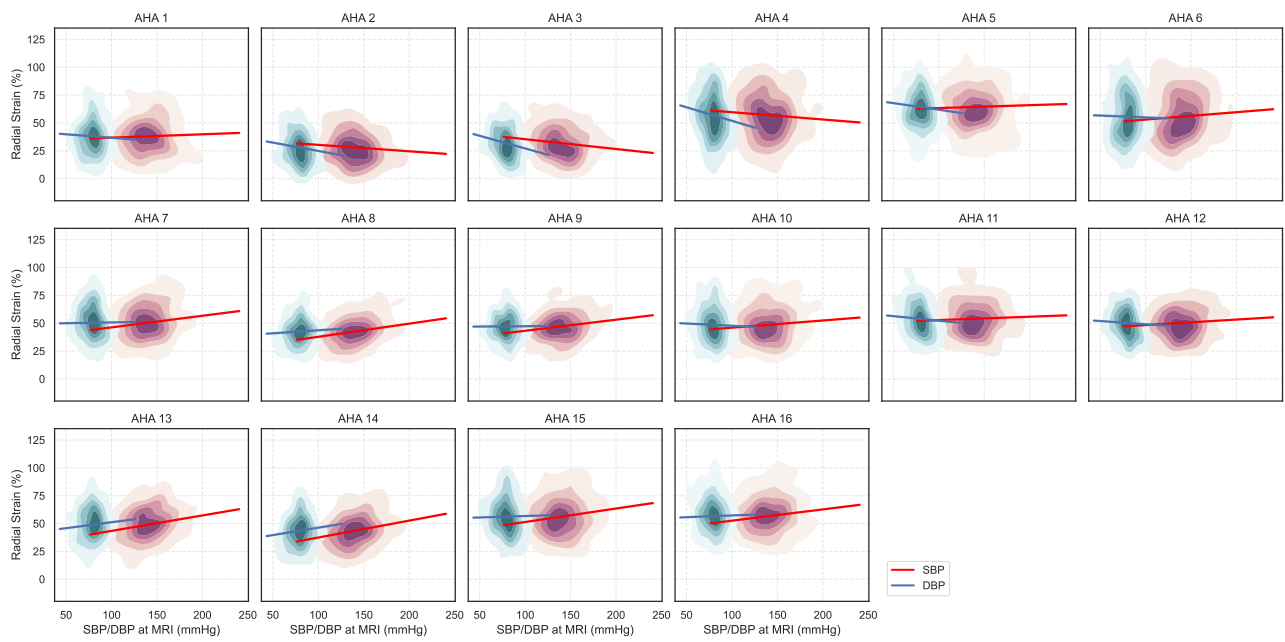 AHA 1 AHA 2 AHA 3 AHA 4 AHA 5 AHA 6
125
100
75
50
25
0
Radial Strain (%)
AHA 7 AHA 8 AHA 9 AHA 10 AHA 11 AHA 12
125
100
75
50
25
0
Radial Strain (%)
AHA 13 AHA 14 AHA 15 AHA 16
125
100
75
50
25
0
Radial Strain (%)
50 100 150 200 250 50 100 150 200 250 50 100 150 200 250 50 100 150 200 250
SBP/DBP at MRI (mmHg) SBP/DBP at MRI (mmHg) SBP/DBP at MRI (mmHg) SBP/DBP at MRI (mmHg)
SBP
DBP